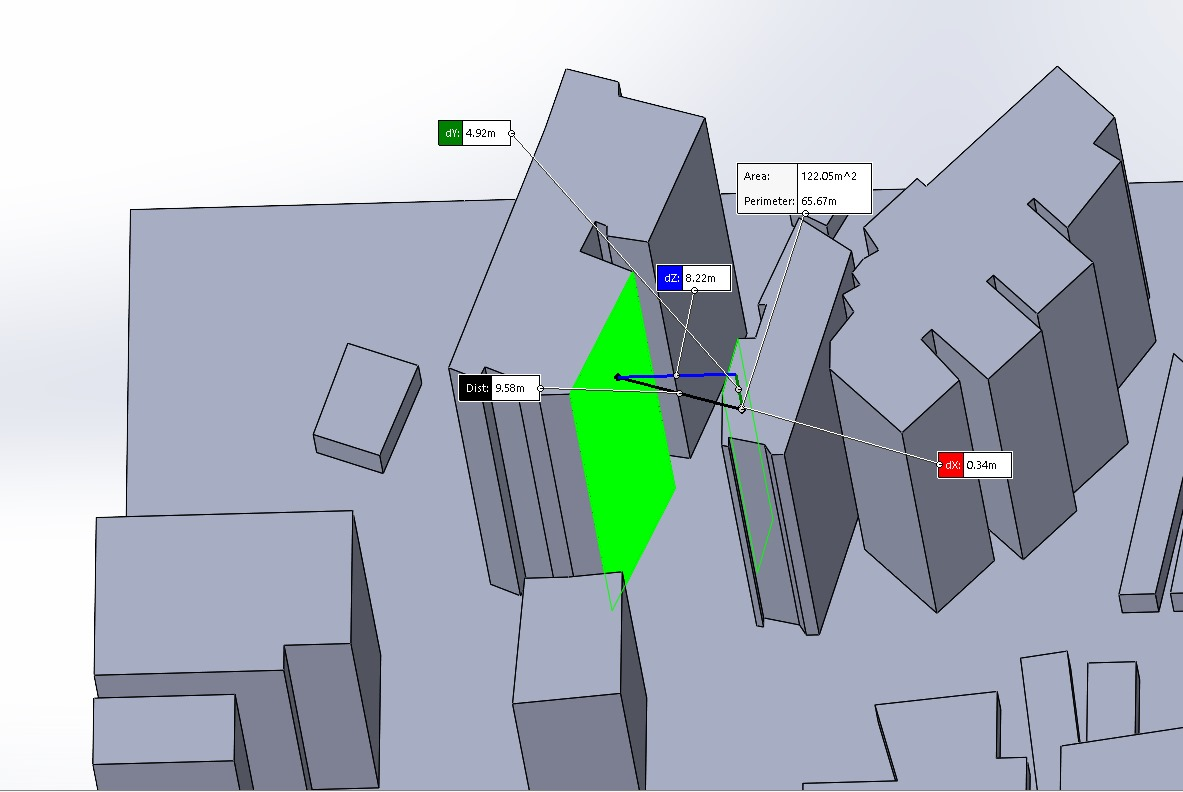 dY: 4.92m
Area: 122.05m^2
Perimeter: 65.67m
dZ: 8.22m
Dist: 9.58m
dX: 0.34m